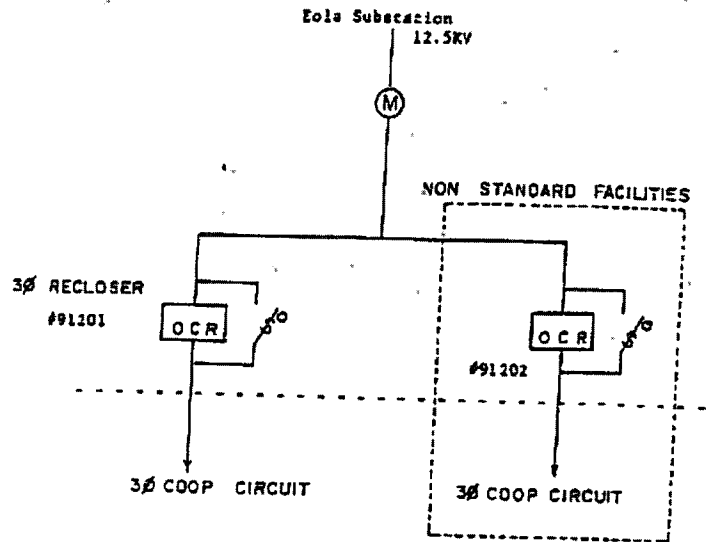 Eola Substation
12.5KV
M
NON STANDARD FACILITIES
3Ø RECLOSER
#91201
OCR
OCR
#91202
3Ø COOP CIRCUIT
3Ø COOP CIRCUIT